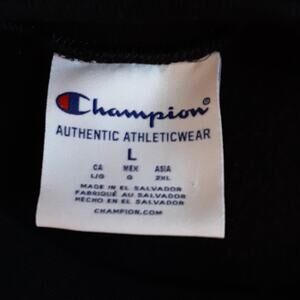 Champion®
AUTHENTIC ATHLETICWEAR
L
CA MEX ASIA
L/G G 2XL
MADE IN EL SALVADOR
FABRIQUÉ AU SALVADOR
HECHO EN EL SALVADOR
CHAMPION.COM